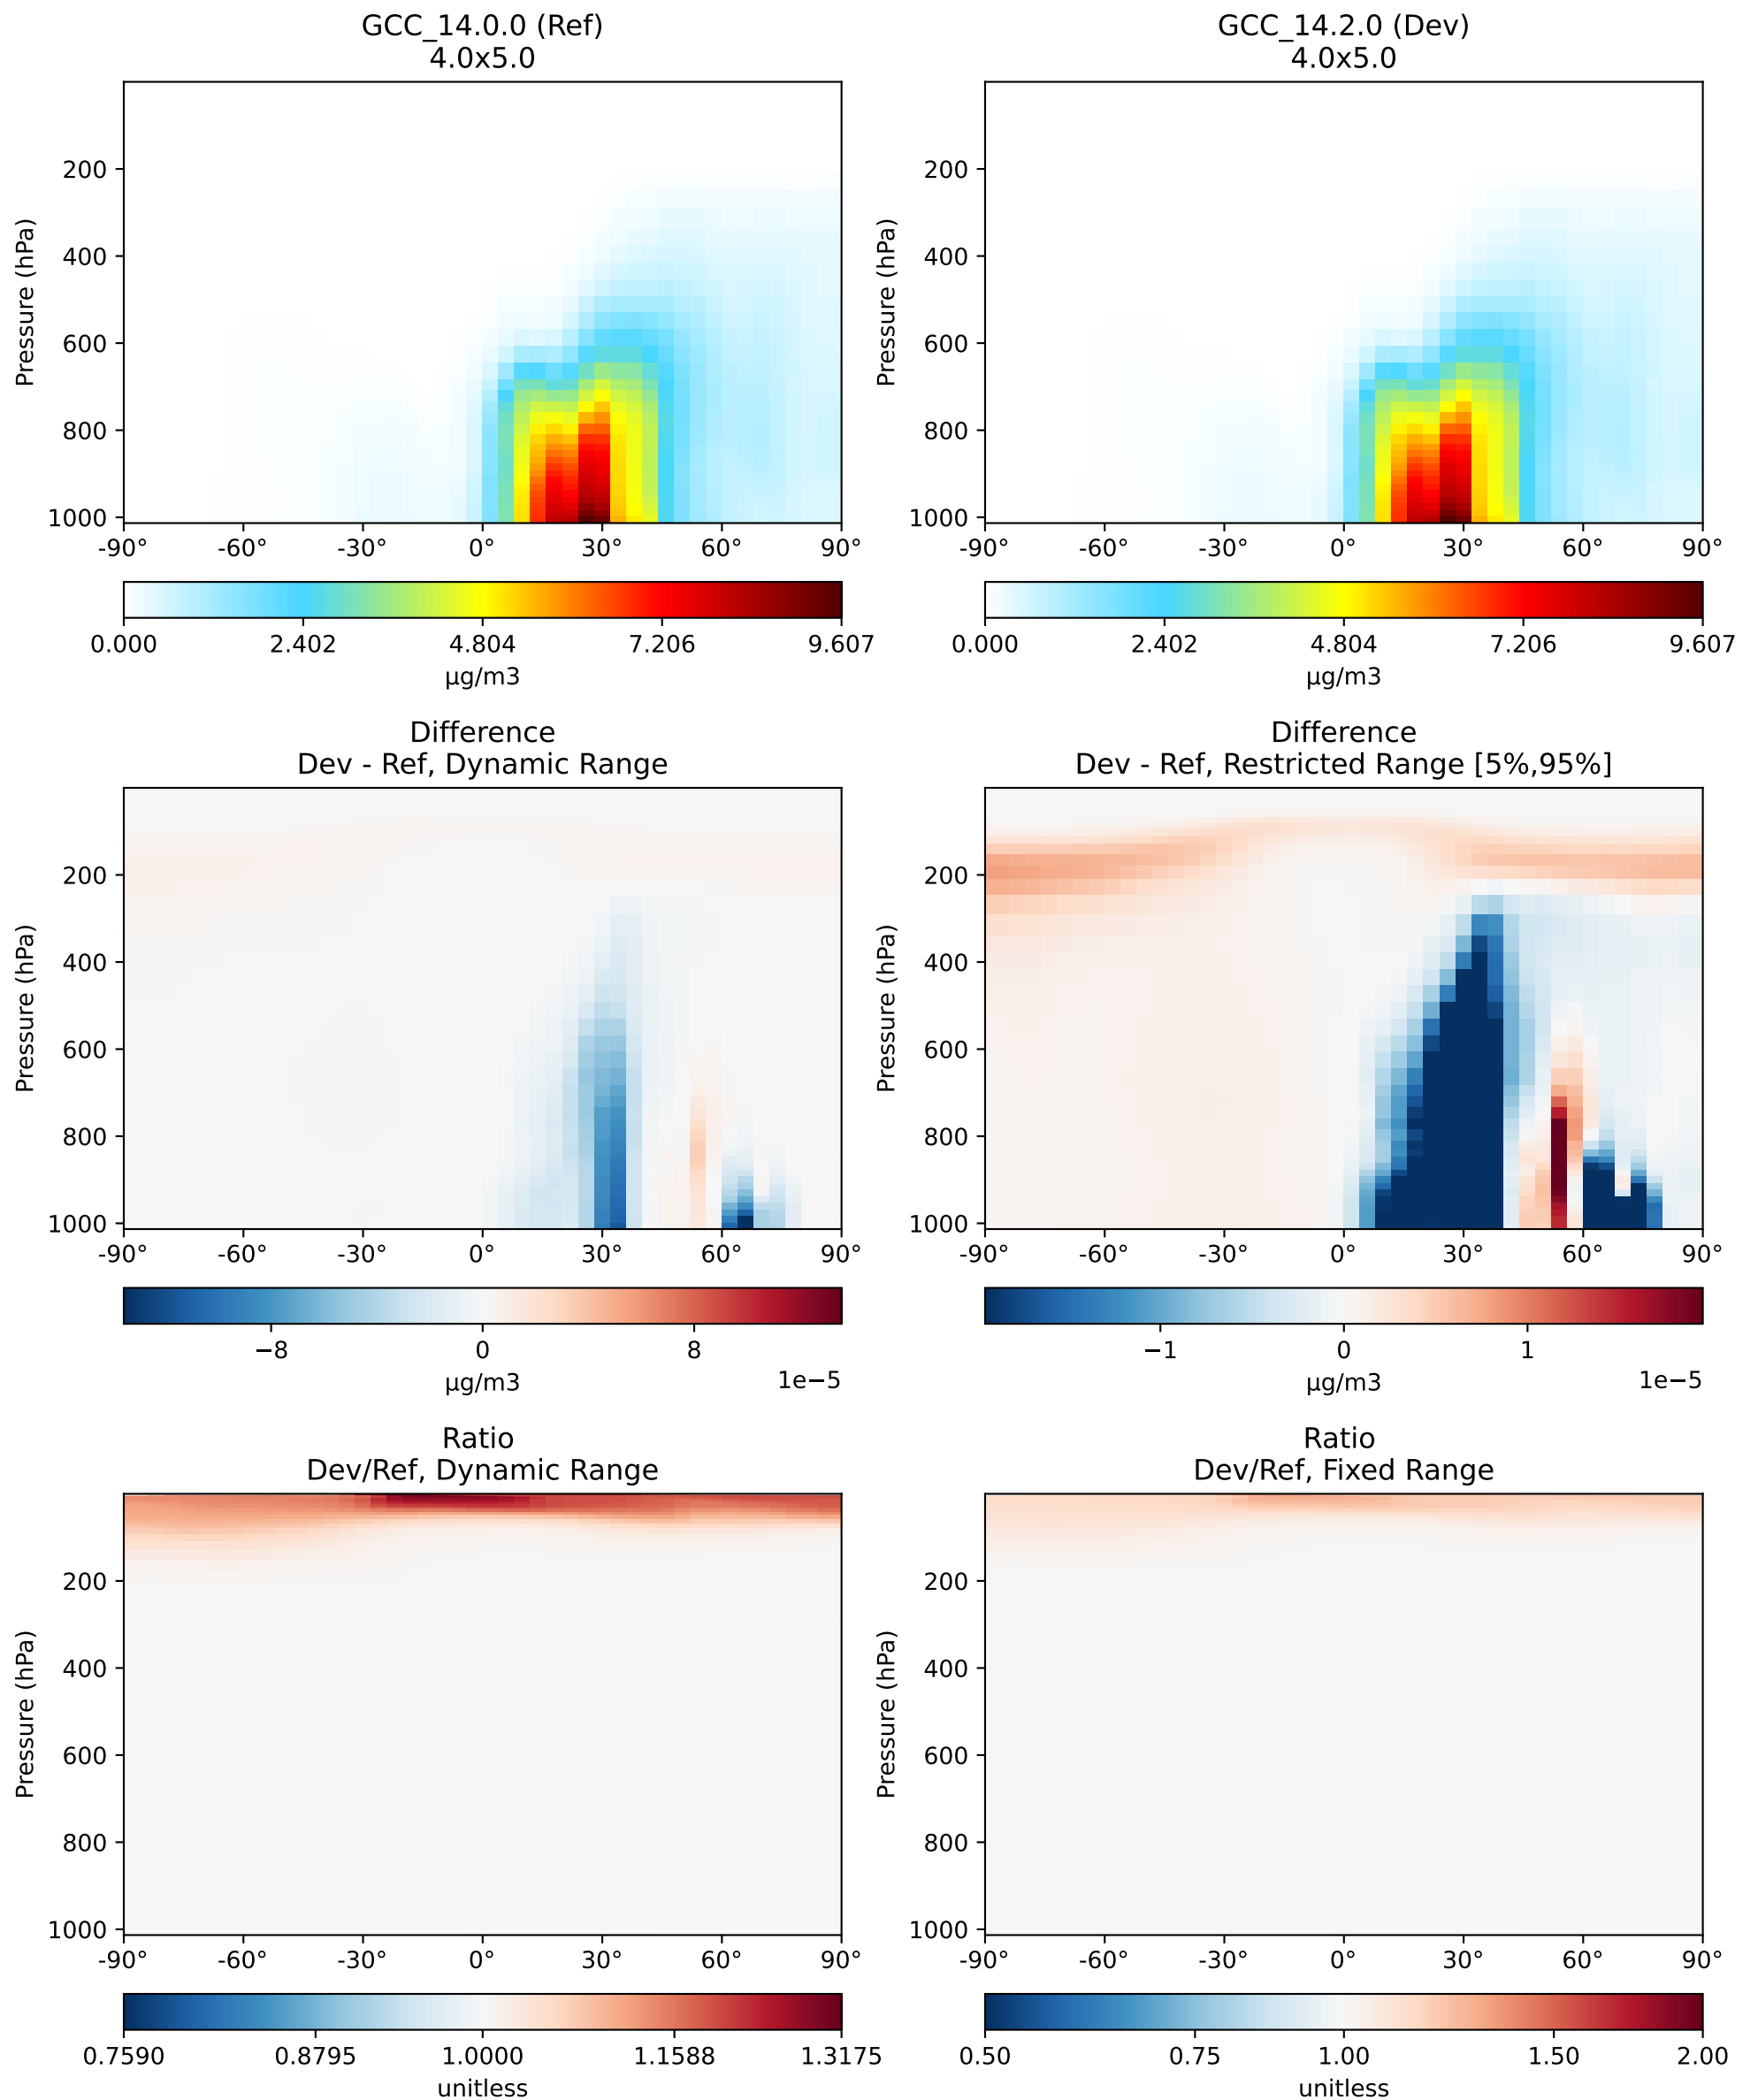 GCC_14.0.0 (Ref)
4.0x5.0
Pressure (hPa)
200
400
600
800
1000
-90° -60° -30° 0° 30° 60° 90°
0.000 2.402 4.804 7.206 9.607
µg/m3
GCC_14.2.0 (Dev)
4.0x5.0
Pressure (hPa)
200
400
600
800
1000
-90° -60° -30° 0° 30° 60° 90°
0.000 2.402 4.804 7.206 9.607
µg/m3
Difference
Dev - Ref, Dynamic Range
Pressure (hPa)
200
400
600
800
1000
-90° -60° -30° 0° 30° 60° 90°
−8 0 8
µg/m3 1e−5
Difference
Dev - Ref, Restricted Range [5%,95%]
Pressure (hPa)
200
400
600
800
1000
-90° -60° -30° 0° 30° 60° 90°
−1 0 1
µg/m3 1e−5
Ratio
Dev/Ref, Dynamic Range
Pressure (hPa)
200
400
600
800
1000
-90° -60° -30° 0° 30° 60° 90°
0.7590 0.8795 1.0000 1.1588 1.3175
unitless
Ratio
Dev/Ref, Fixed Range
Pressure (hPa)
200
400
600
800
1000
-90° -60° -30° 0° 30° 60° 90°
0.50 0.75 1.00 1.50 2.00
unitless